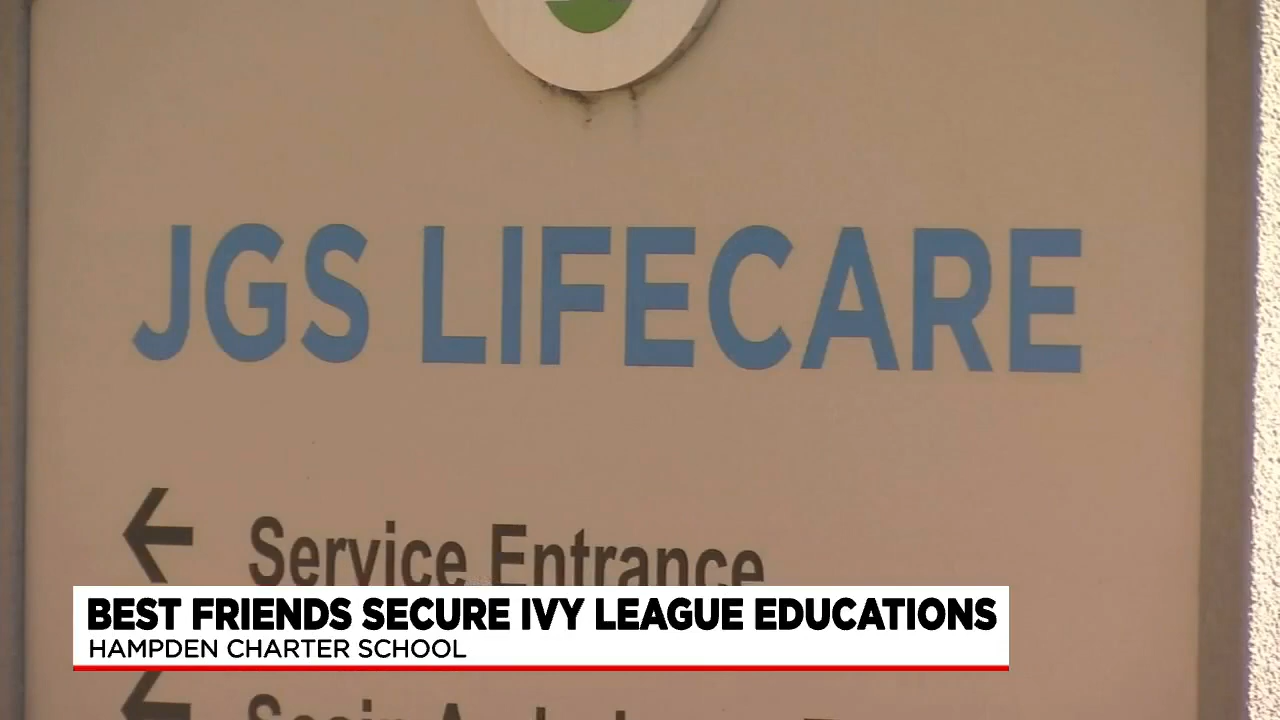 JGS LIFECARE
← Service Entrance
BEST FRIENDS SECURE IVY LEAGUE EDUCATIONS
HAMPDEN CHARTER SCHOOL
←